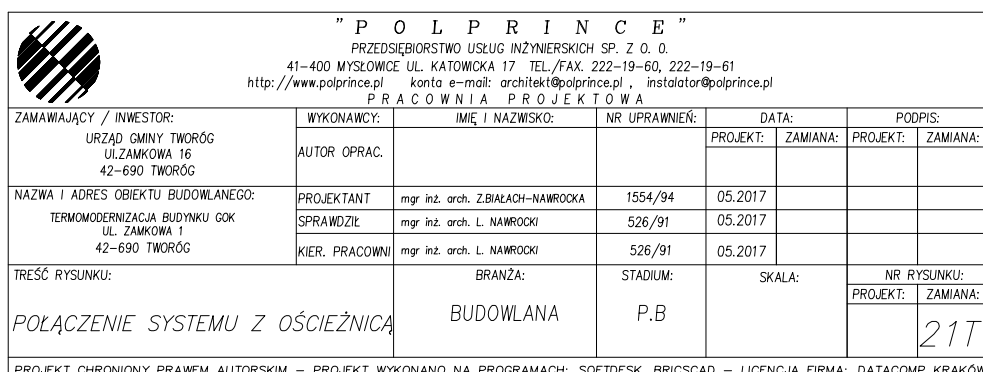 "POLPRINCE"
PRZEDSIĘBIORSTWO USŁUG INŻYNIERSKICH SP. Z O. O.
41-400 MYSŁOWICE UL. KATOWICKA 17 TEL./FAX. 222-19-60, 222-19-61
http://www.polprince.pl konta e-mail: architekt@polprince.pl , instalator@polprince.pl
PRACOWNIA PROJEKTOWA
ZAMAWIAJĄCY / INWESTOR: WYKONAWCY: IMIĘ I NAZWISKO: NR UPRAWNIEŃ: DATA: PODPIS:
PROJEKT: ZAMIANA: PROJEKT: ZAMIANA:
URZĄD GMINY TWORÓG
Ul.ZAMKOWA 16
42-690 TWORÓG
AUTOR OPRAC.
NAZWA I ADRES OBIEKTU BUDOWLANEGO:
TERMOMODERNIZACJA BUDYNKU GOK
UL. ZAMKOWA 1
42-690 TWORÓG
PROJEKTANT mgr inż. arch. Z.BIAŁACH-NAWROCKA 1554/94 05.2017
SPRAWDZIŁ mgr inż. arch. L. NAWROCKI 526/91 05.2017
KIER. PRACOWNI mgr inż. arch. L. NAWROCKI 526/91 05.2017
TREŚĆ RYSUNKU: BRANŻA: STADIUM: SKALA: NR RYSUNKU:
PROJEKT: ZAMIANA:
POŁĄCZENIE SYSTEMU Z OŚCIEŻNICĄ BUDOWLANA P.B 21T
PROJEKT CHRONIONY PRAWEM AUTORSKIM - PROJEKT WYKONANO NA PROGRAMACH: SOFTDESK, BRICSCAD - LICENCJA FIRMA: DATACOMP KRAKÓW